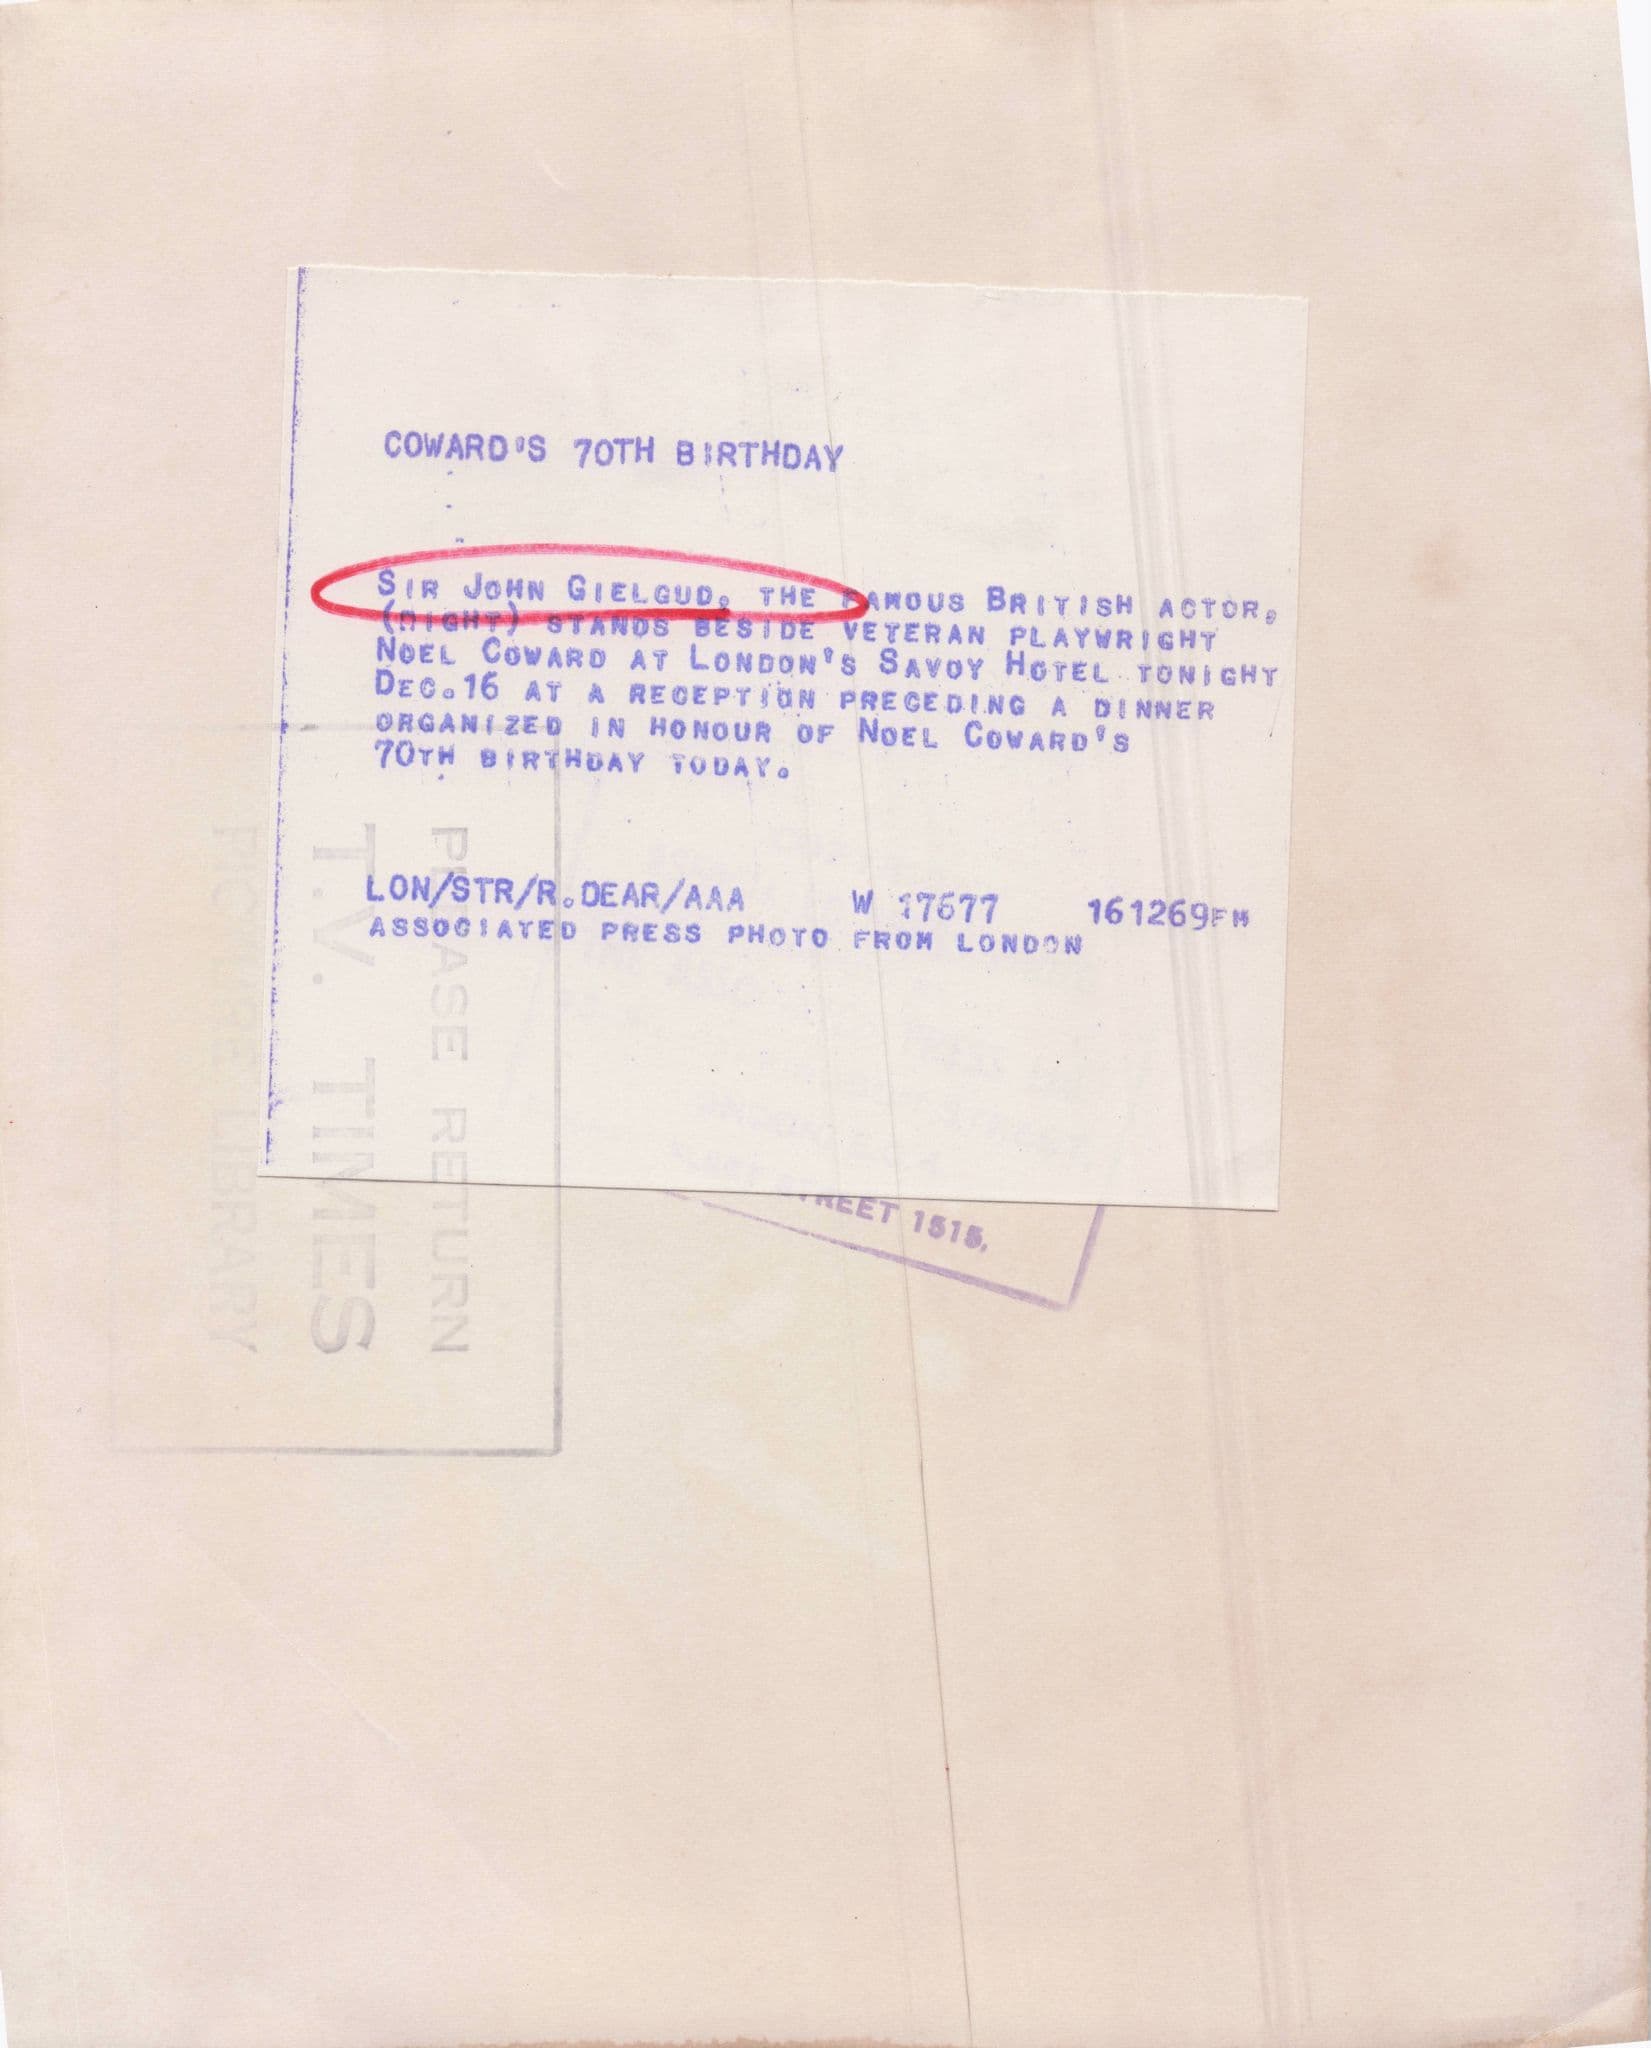 COWARD'S 70TH BIRTHDAY
SIR JOHN GIELGUD, THE FAMOUS BRITISH ACTOR,
(RIGHT) STANDS BESIDE VETERAN PLAYWRIGHT
NOEL COWARD AT LONDON'S SAVOY HOTEL TONIGHT
DEC.16 AT A RECEPTION PRECEDING A DINNER
ORGANIZED IN HONOUR OF NOEL COWARD'S
70TH BIRTHDAY TODAY.
LON/STR/R.DEAR/AAA W 17677 161269FM
ASSOCIATED PRESS PHOTO FROM LONDON
PLEASE RETURN
T.V. TIMES
PICTURE LIBRARY
STREET 1515.